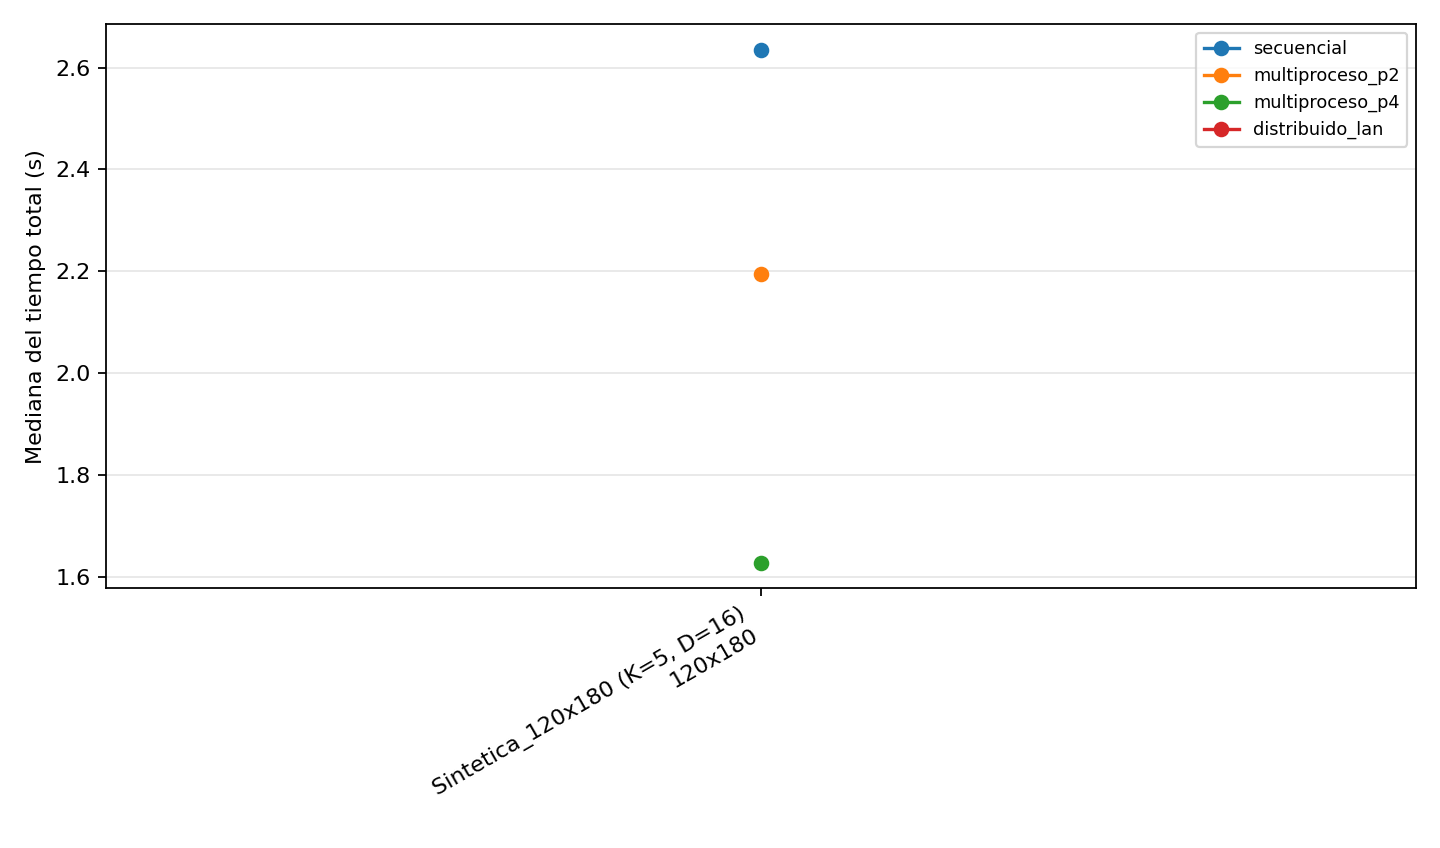 2.6
2.4
2.2
2.0
1.8
1.6
Mediana del tiempo total (s)
secuencial
multiproceso_p2
multiproceso_p4
distribuido_lan
Sintetica_120x180 (K=5, D=16)
120x180